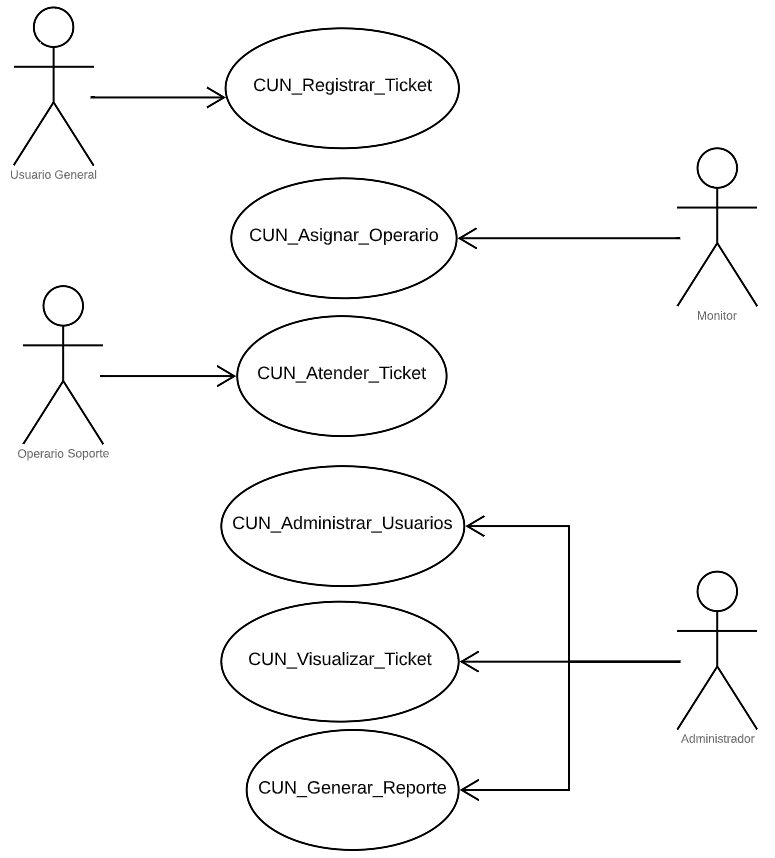 CUN_Registrar_Ticket
Usuario General
CUN_Asignar_Operario
Monitor
CUN_Atender_Ticket
Operario Soporte
CUN_Administrar_Usuarios
CUN_Visualizar_Ticket
Administrador
CUN_Generar_Reporte